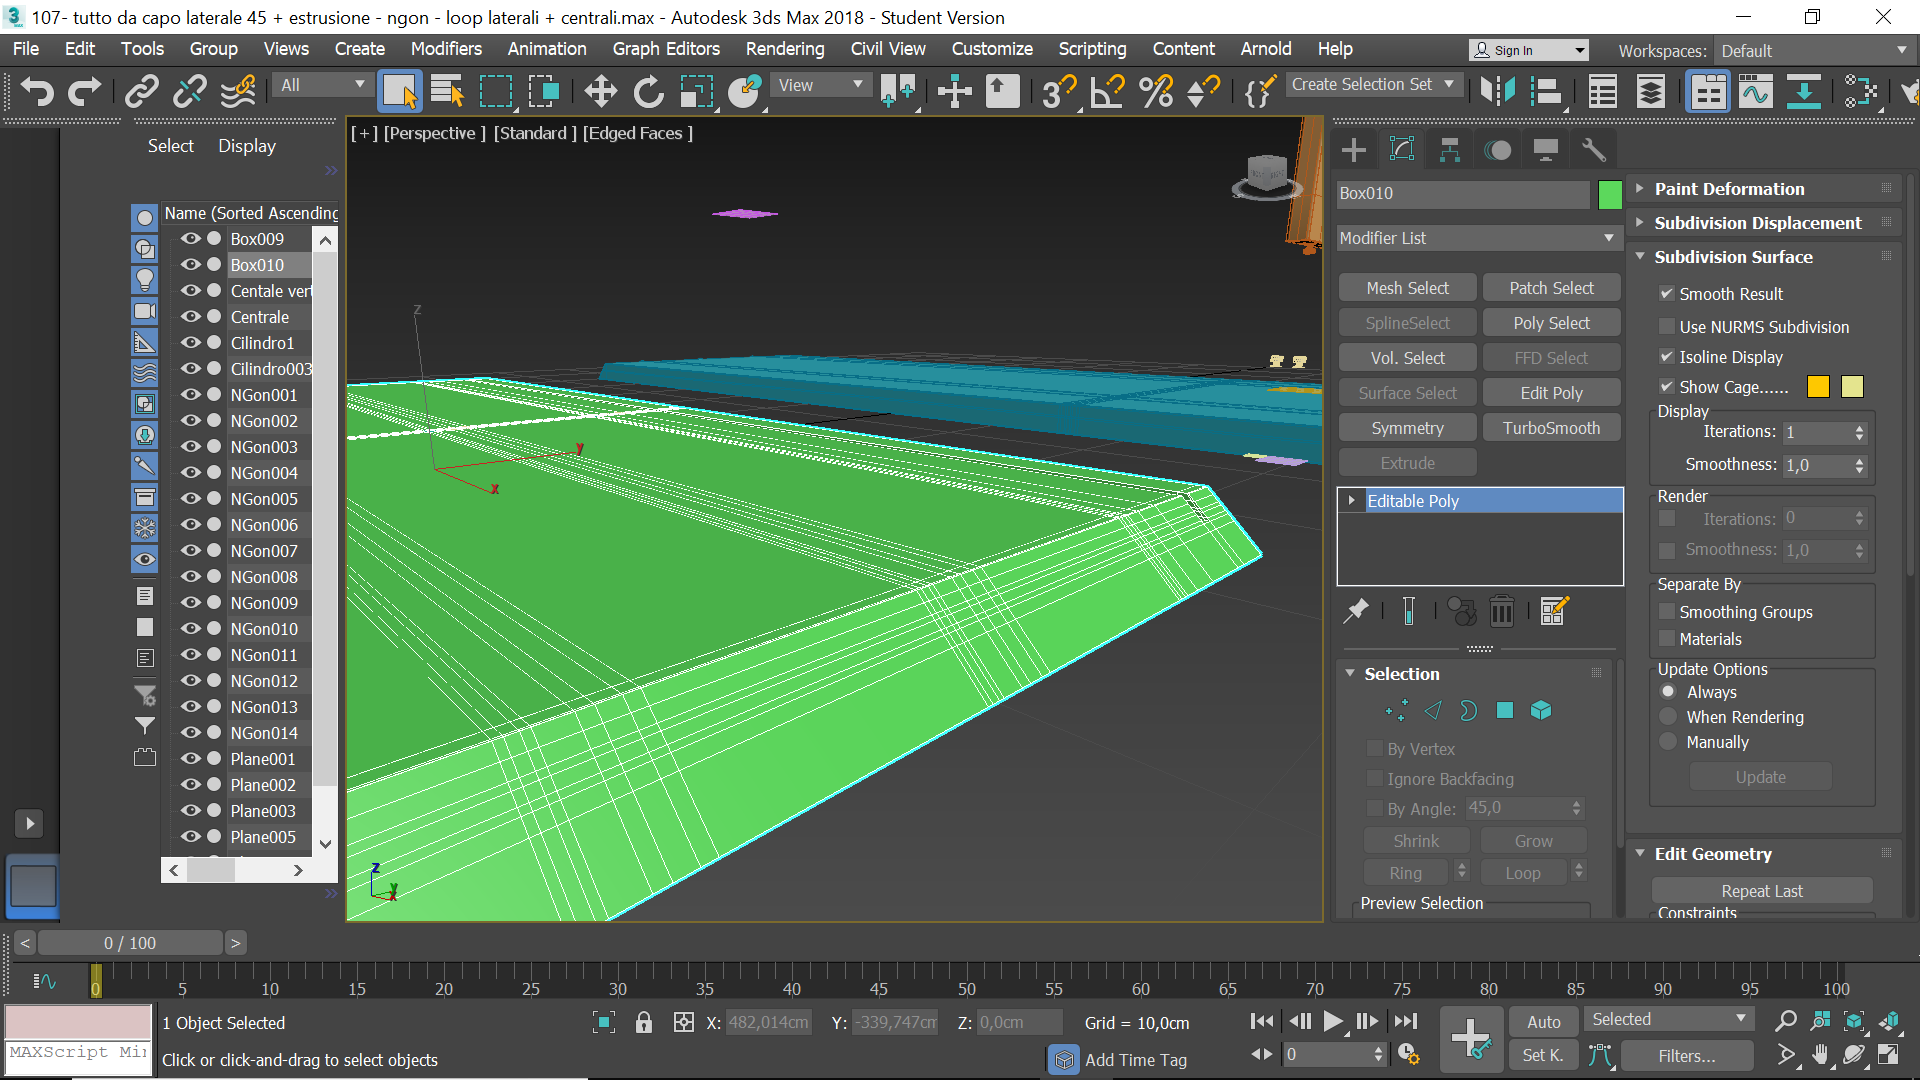 107- tutto da capo laterale 45 + estrusione - ngon - loop laterali + centrali.max - Autodesk 3ds Max 2018 - Student Version
File Edit Tools Group Views Create Modifiers Animation Graph Editors Rendering Civil View Customize Scripting Content Arnold Help
Sign In
Workspaces: Default
All
View
Create Selection Set
Select Display
Name (Sorted Ascending
Box009
Box010
Centale vert
Centrale
Cilindro1
Cilindro003
NGon001
NGon002
NGon003
NGon004
NGon005
NGon006
NGon007
NGon008
NGon009
NGon010
NGon011
NGon012
NGon013
NGon014
Plane001
Plane002
Plane003
Plane005
[+] [Perspective ] [Standard ] [Edged Faces ]
z
y
x
z
y
x
Box010
Modifier List
Mesh Select Patch Select
SplineSelect Poly Select
Vol. Select FFD Select
Surface Select Edit Poly
Symmetry TurboSmooth
Extrude
Editable Poly
Selection
By Vertex
Ignore Backfacing
By Angle: 45,0
Shrink Grow
Ring Loop
Preview Selection
Paint Deformation
Subdivision Displacement
Subdivision Surface
Smooth Result
Use NURMS Subdivision
Isoline Display
Show Cage......
Display
Iterations: 1
Smoothness: 1,0
Render
Iterations: 0
Smoothness: 1,0
Separate By
Smoothing Groups
Materials
Update Options
Always
When Rendering
Manually
Update
Edit Geometry
Repeat Last
Constraints
< 0 / 100 >
0 5 10 15 20 25 30 35 40 45 50 55 60 65 70 75 80 85 90 95 100
1 Object Selected
X: 482,014cm Y: -339,747cm Z: 0,0cm Grid = 10,0cm
Auto Selected
MAXScript Mi
Click or click-and-drag to select objects
Add Time Tag
0
Set K. Filters...